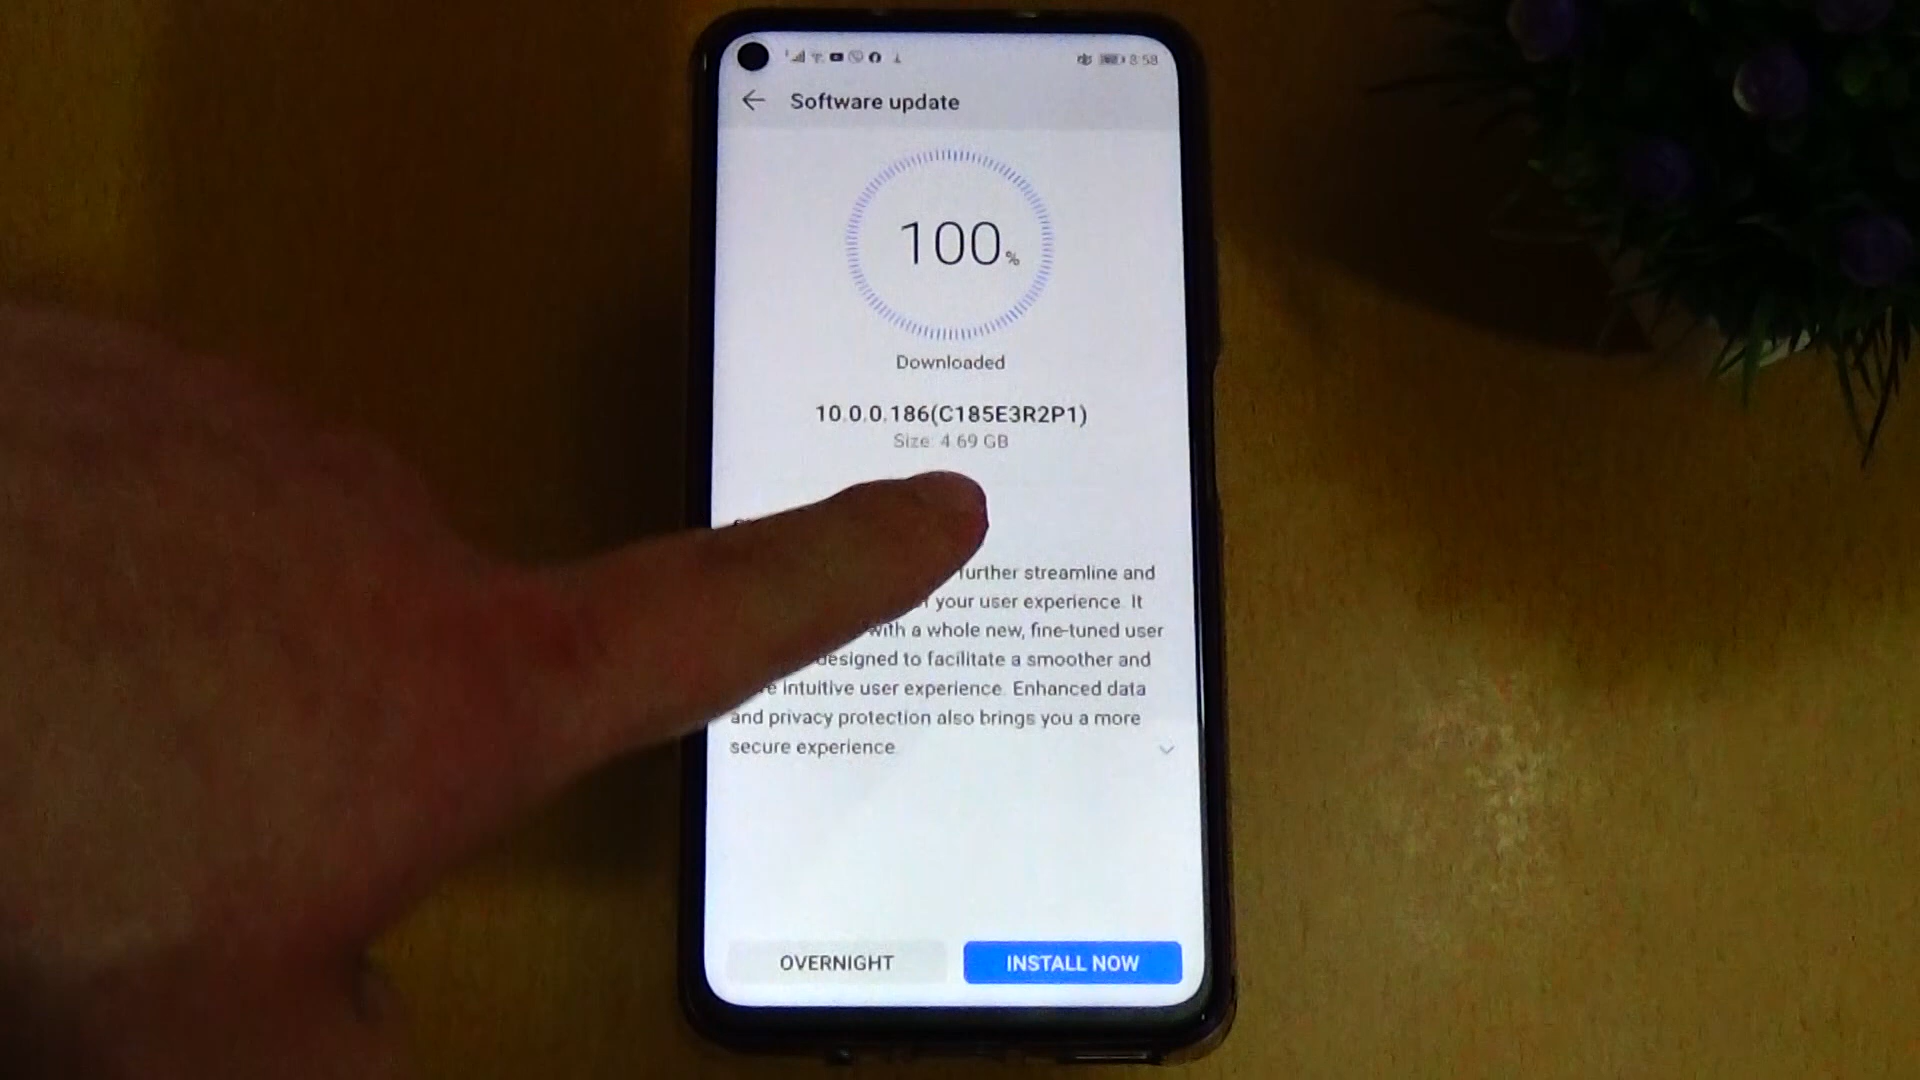 8:58
Software update
100%
Downloaded
10.0.0.186(C185E3R2P1)
Size: 4.69 GB
further streamline and
your user experience. It
with a whole new, fine-tuned user
designed to facilitate a smoother and
intuitive user experience. Enhanced data
and privacy protection also brings you a more
secure experience.
OVERNIGHT
INSTALL NOW